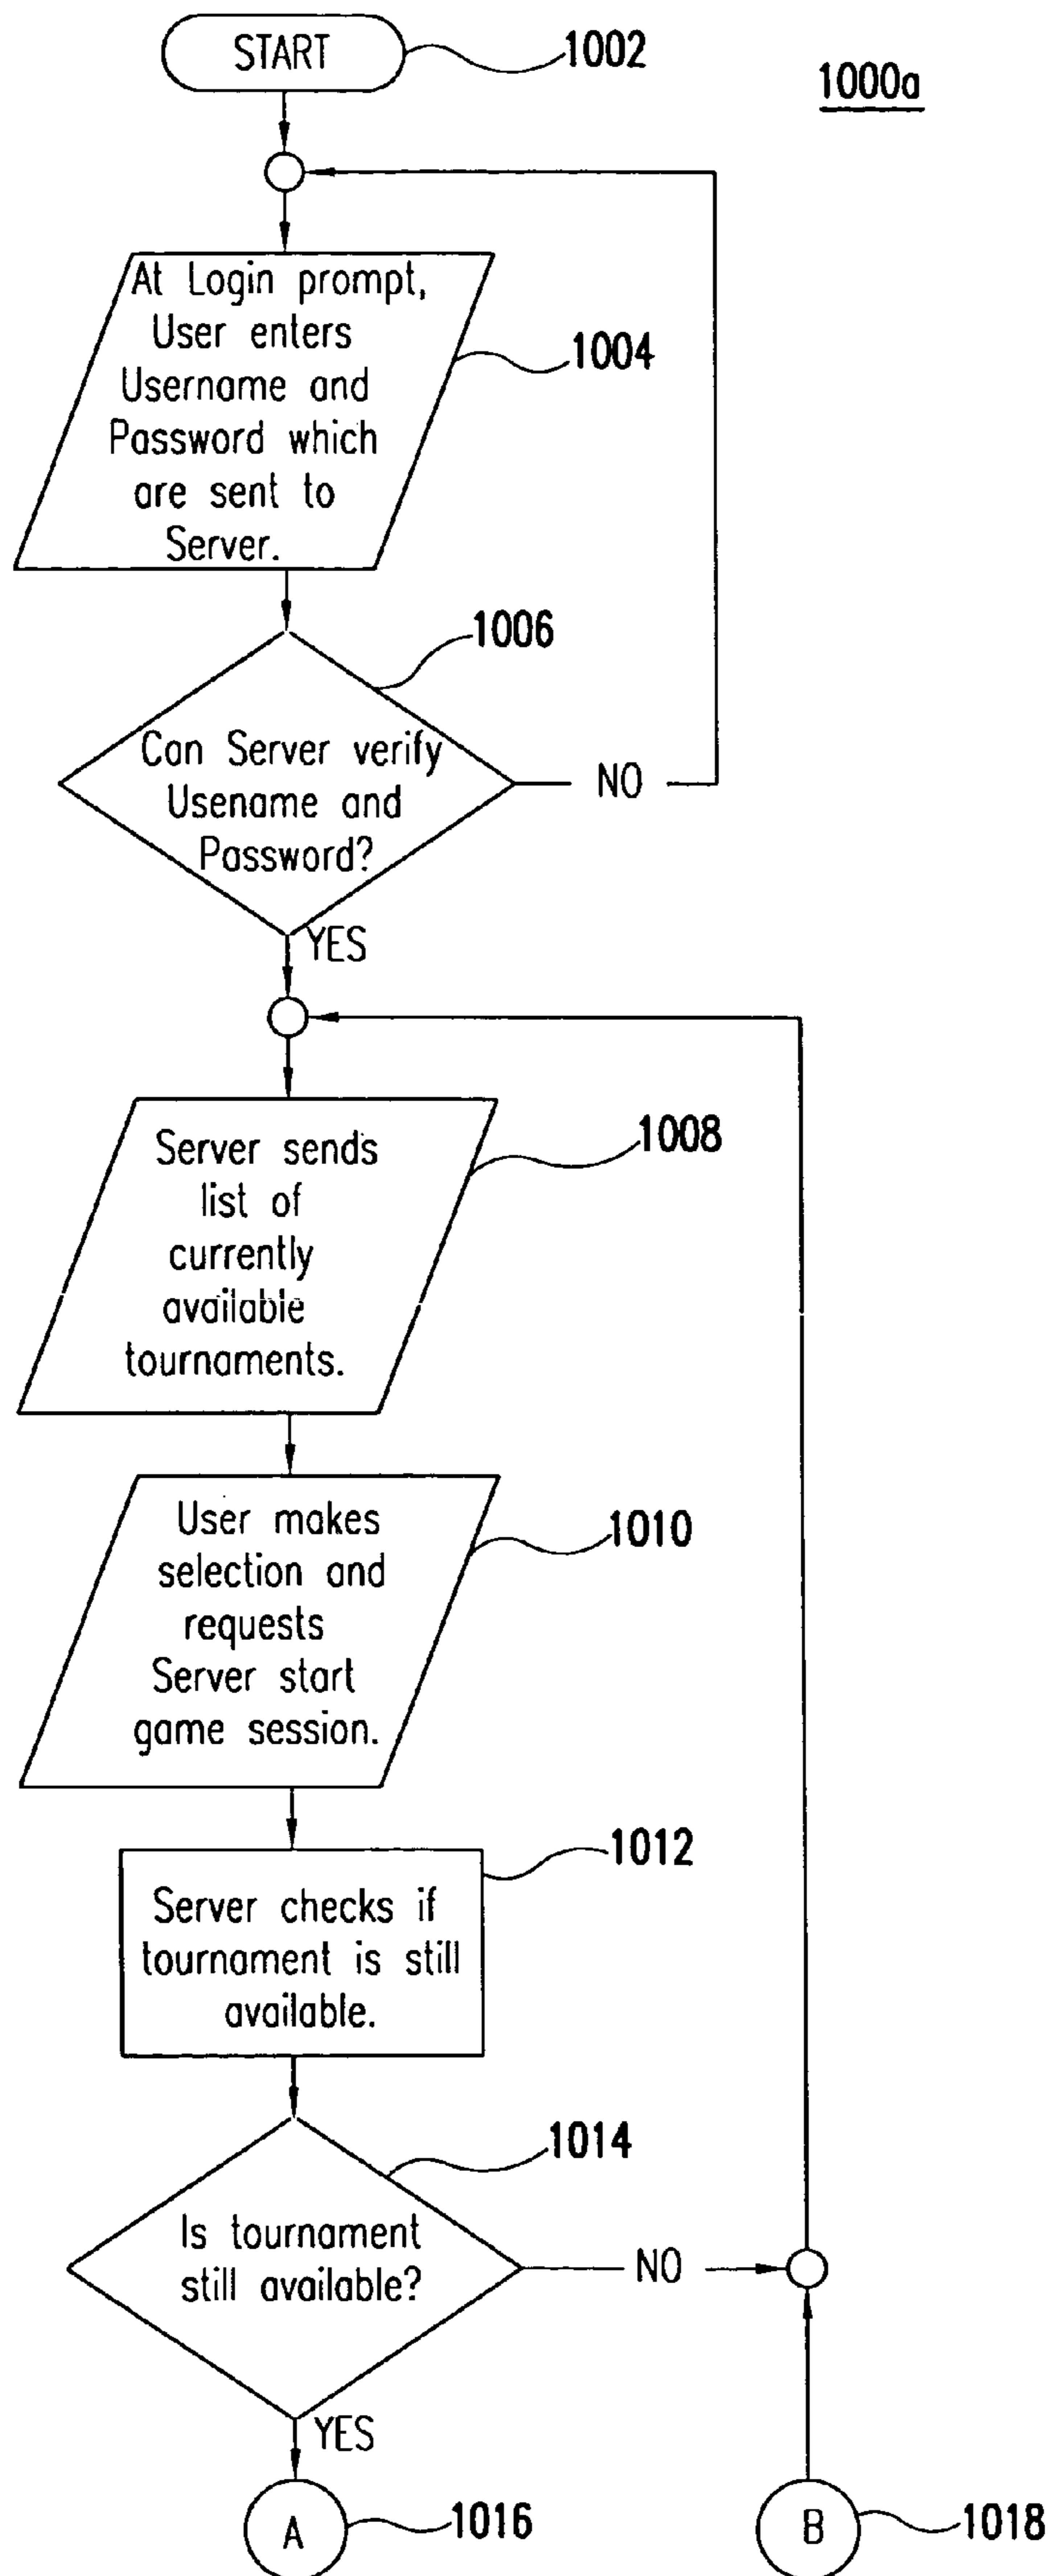 START
1002
1000a
At Login prompt,
User enters
Username and
Password which
are sent to
Server.
1004
1006
Can Server verify
Usename and
Password?
NO
YES
Server sends
list of
currently
available
tournaments.
1008
User makes
selection and
requests
Server start
game session.
1010
1012
Server checks if
tournament is still
available.
1014
Is tournament
still available?
NO
YES
A
1016
B
1018